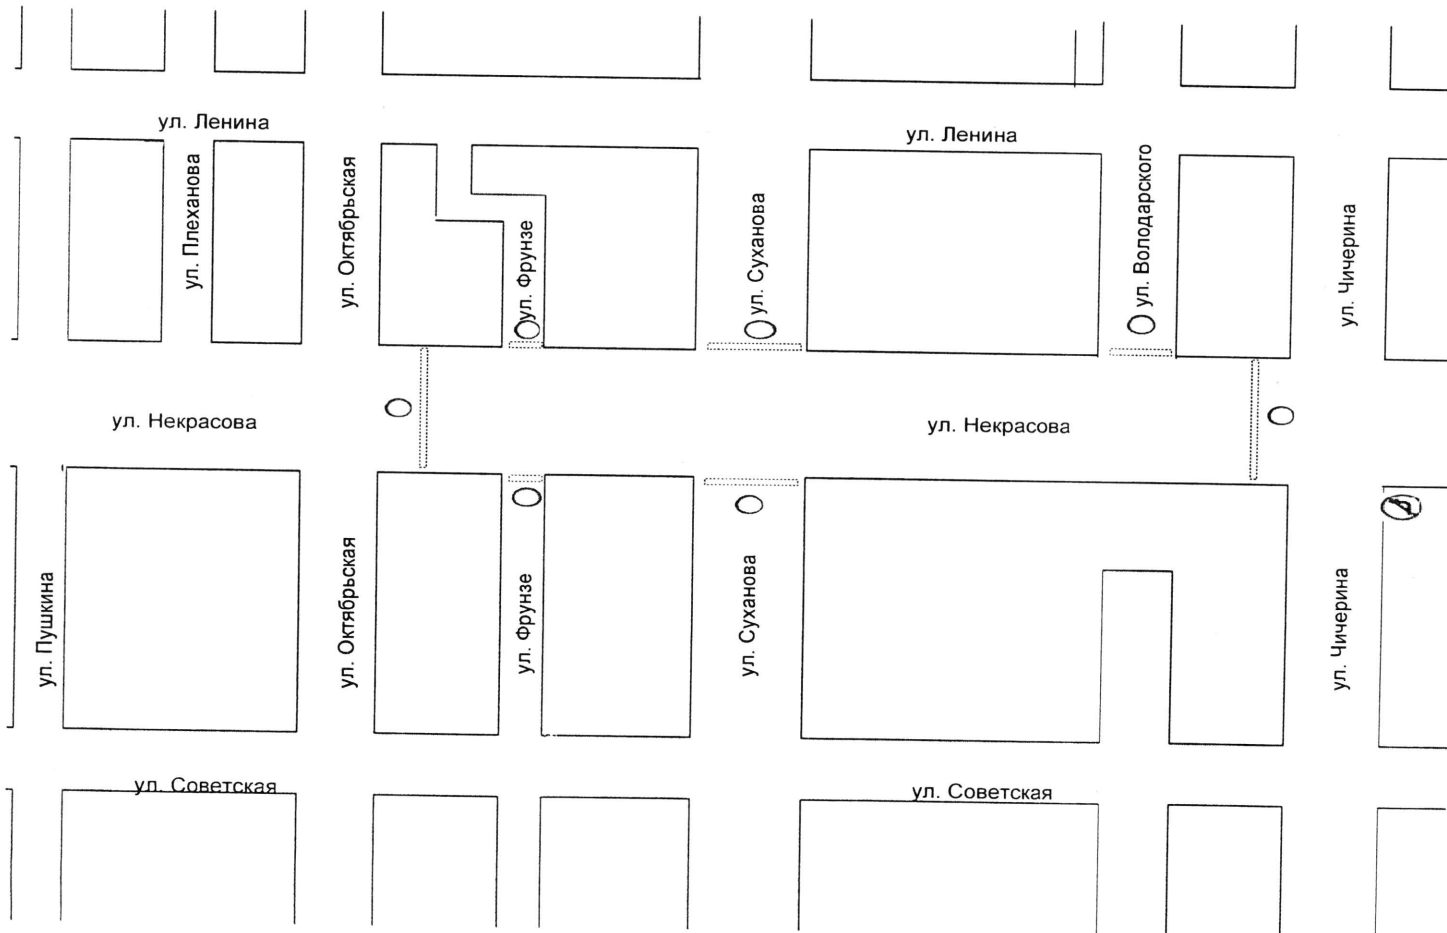 ул. Ленина
ул. Ленина
ул. Плеханова
ул. Октябрьская
ул. Фрунзе
ул. Суханова
ул. Володарского
ул. Чичерина
ул. Некрасова
ул. Некрасова
ул. Пушкина
ул. Октябрьская
ул. Фрунзе
ул. Суханова
ул. Чичерина
ул. Советская
ул. Советская